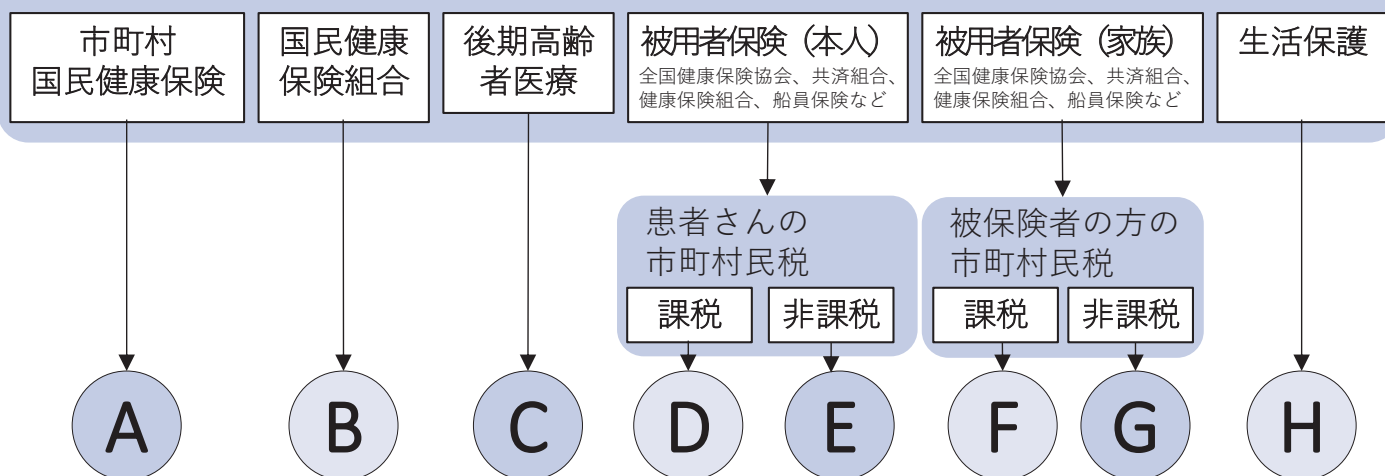 市町村
国民健康保険
国民健康
保険組合
後期高齢
者医療
被用者保険（本人）
全国健康保険協会、共済組合、
健康保険組合、船員保険など
被用者保険（家族）
全国健康保険協会、共済組合、
健康保険組合、船員保険など
生活保護
患者さんの
市町村民税
課税
非課税
被保険者の方の
市町村民税
課税
非課税
A
B
C
D
E
F
G
H